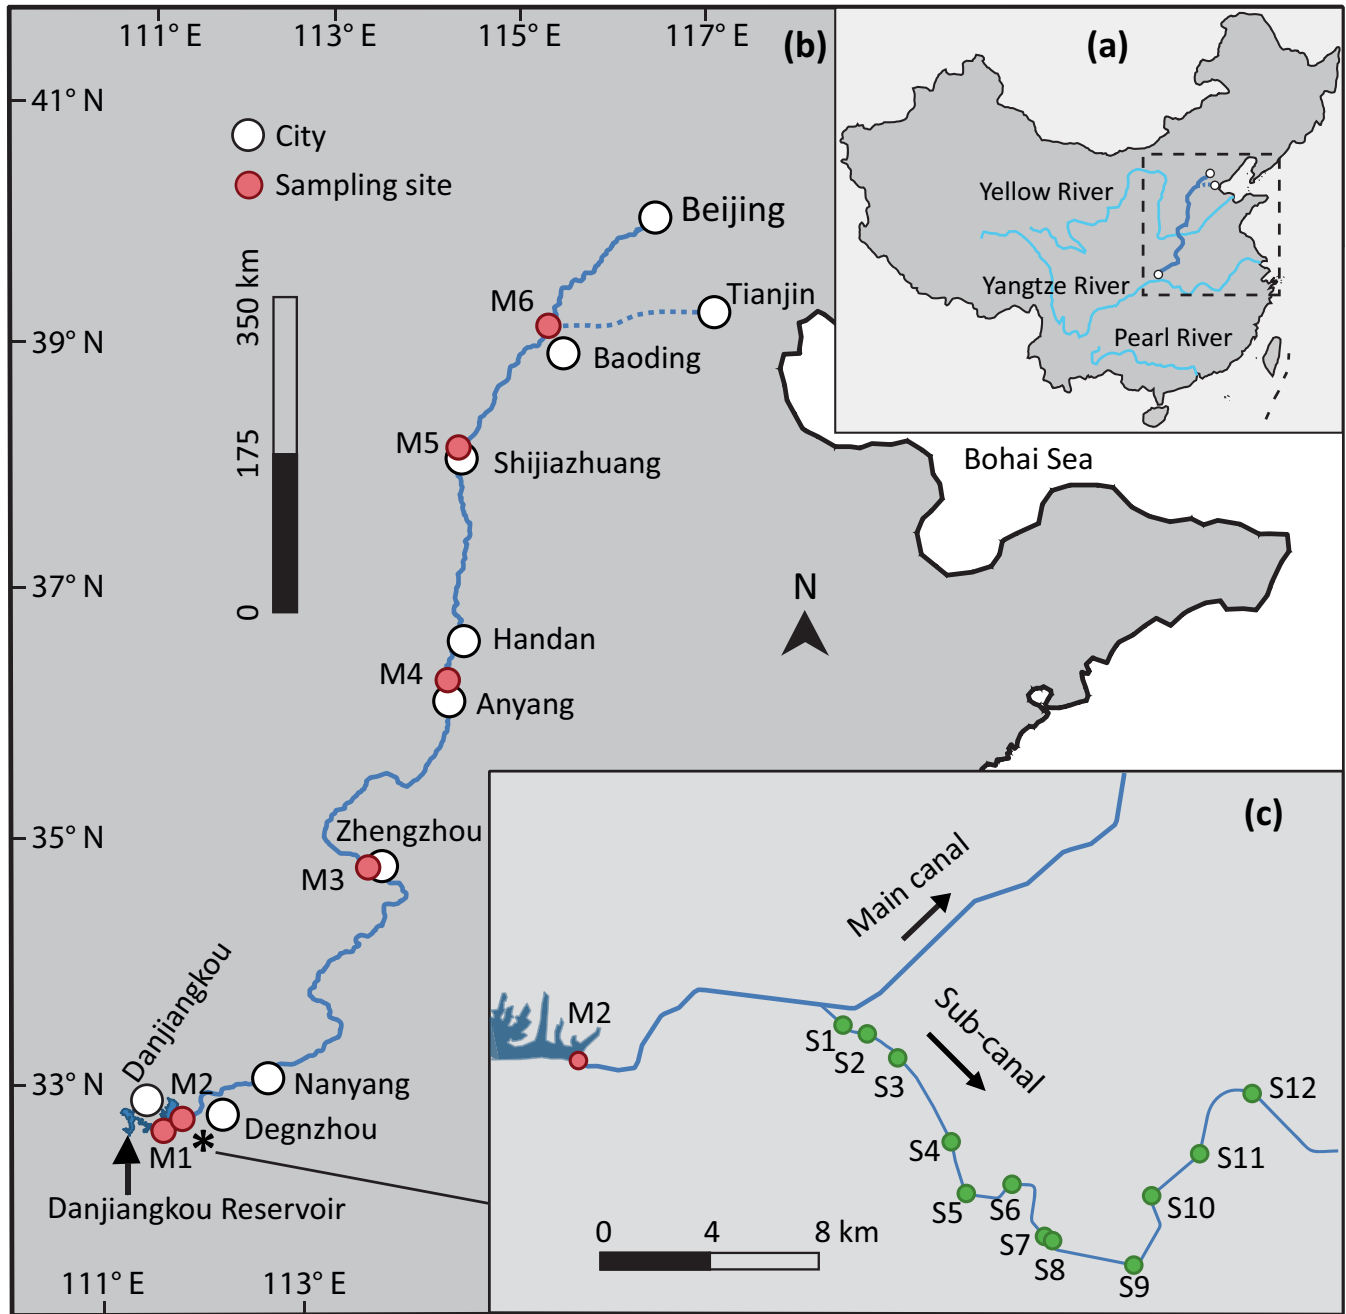 111° E
113° E
115° E
117° E
(b)
(a)
41° N
City
Sampling site
Yellow River
Yangtze River
Pearl River
Beijing
Tianjin
M6
39° N
Baoding
350 km
175
0
M5
Shijiazhuang
Bohai Sea
37° N
N
Handan
M4
Anyang
35° N
Zhengzhou
M3
(c)
Main canal
Sub-canal
Danjiangkou
33° N
M2
Nanyang
Degnzhou
M1
*
Danjiangkou Reservoir
M2
S1
S2
S3
S4
S5
S6
S7
S8
S9
S10
S11
S12
0
4
8 km
111° E
113° E